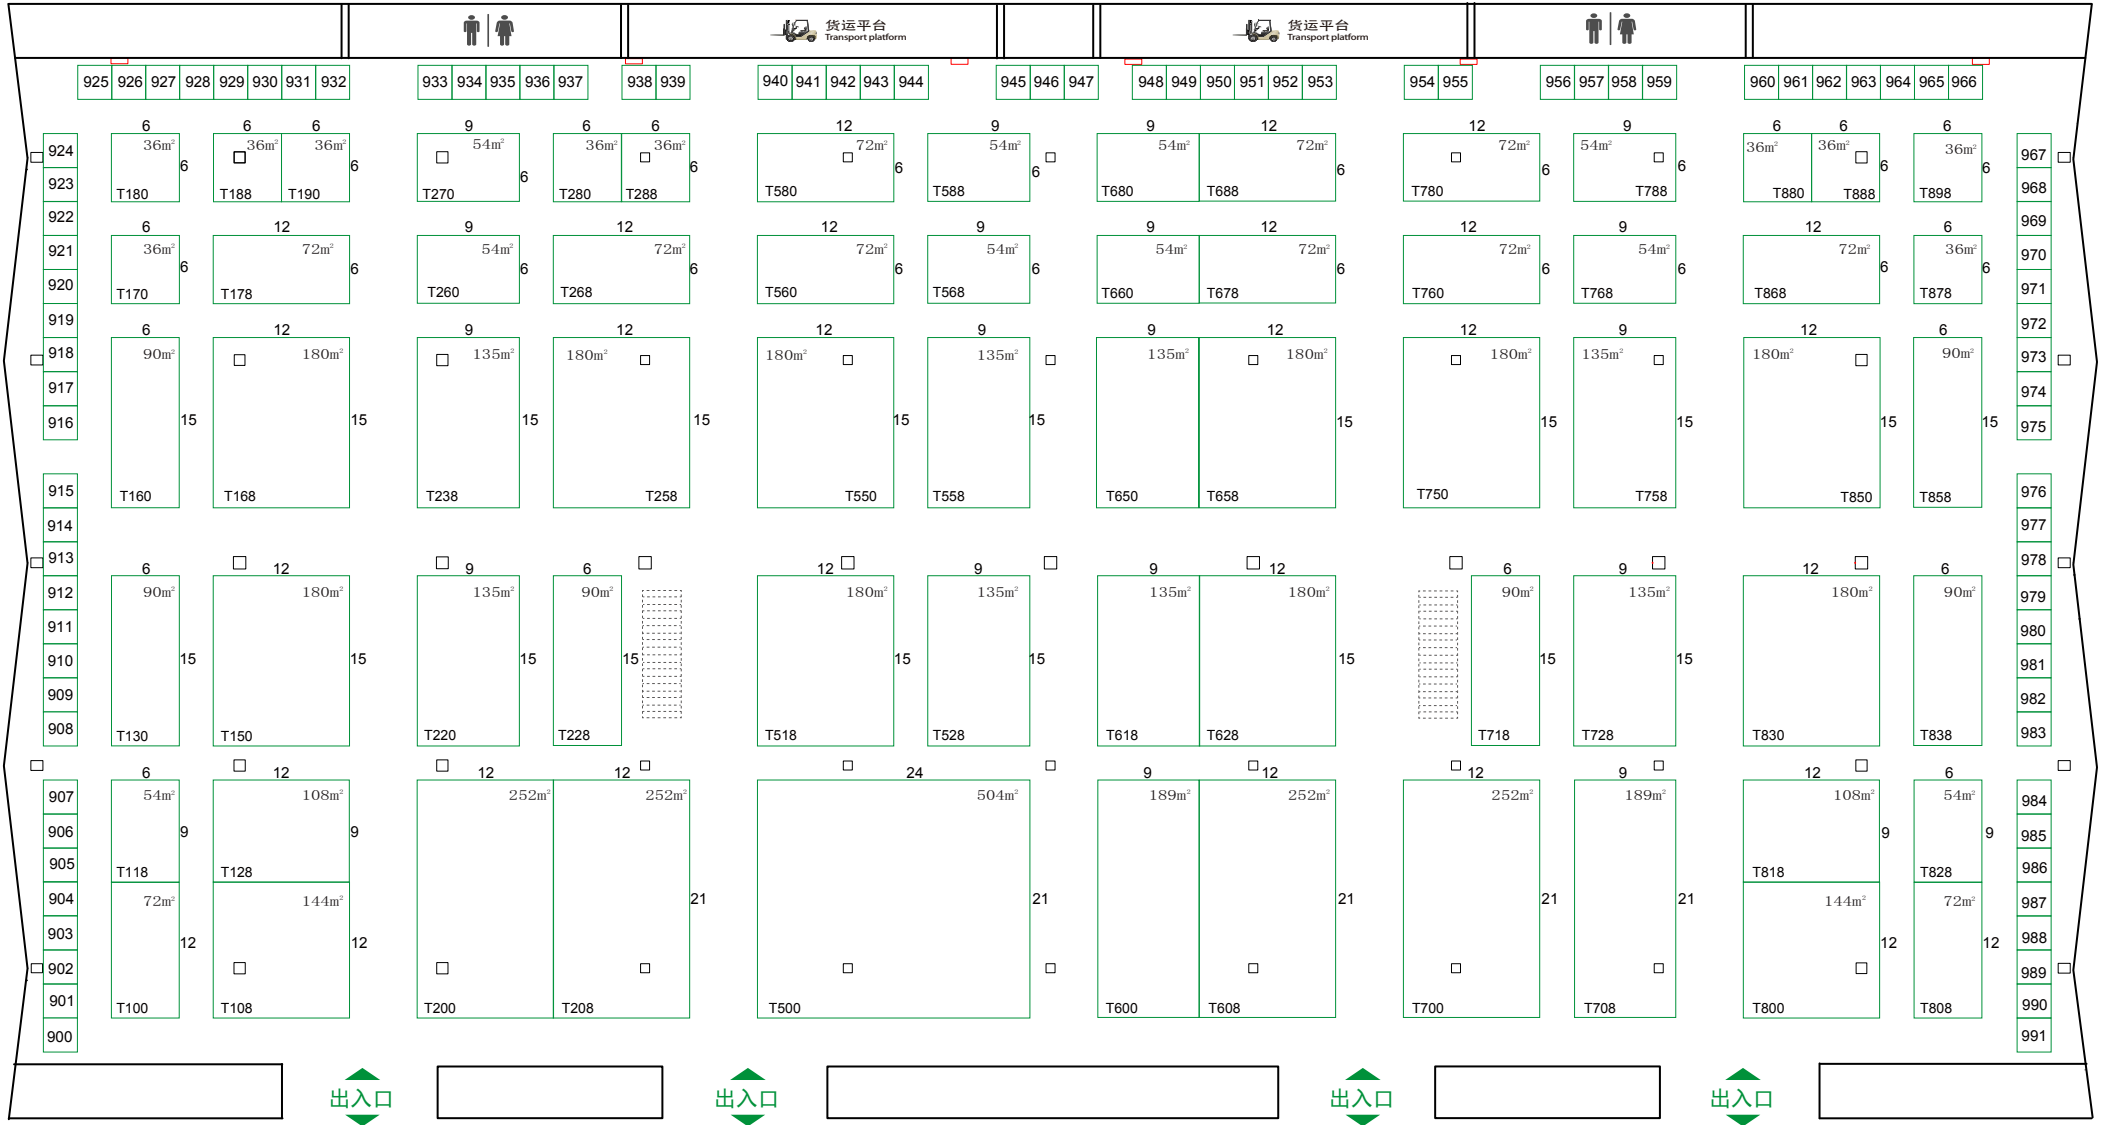 货运平台
Transport platform
货运平台
Transport platform
925 926 927 928 929 930 931 932 933 934 935 936 937 938 939 940 941 942 943 944 945 946 947 948 949 950 951 952 953 954 955 956 957 958 959 960 961 962 963 964 965 966
6 6 6 9 6 6 12 9 9 12 12 9 6 6 6
924 36m² 6 36m² 36m² 6 54m² 6 36m² 36m² 6 72m² 6 54m² 6 54m² 72m² 6 72m² 6 54m² 6 36m² 36m² 6 36m² 6 967
923 T180 T188 T190 T270 T280 T288 T580 T588 T680 T688 T780 T788 T880 T888 T898 968
922 969
6 12 9 12 12 9 9 12 12 9 12 6
921 36m² 72m² 54m² 72m² 72m² 54m² 54m² 72m² 72m² 54m² 72m² 36m² 970
6 6 6 6 6 6 6 6 6 6 6
920 T170 T178 T260 T268 T560 T568 T660 T678 T760 T768 T868 T878 971
919 972
6 12 9 12 12 9 9 12 12 9 12 6
918 90m² 180m² 135m² 180m² 180m² 135m² 135m² 180m² 180m² 135m² 180m² 90m² 973
917 974
916 15 15 15 15 15 15 15 15 15 15 15 975
915 T160 T168 T238 T258 T550 T558 T650 T658 T750 T758 T850 T858 976
914 977
913 978
6 12 9 6 12 9 9 12 6 9 12 6
912 90m² 180m² 135m² 90m² 180m² 135m² 135m² 180m² 90m² 135m² 180m² 90m² 979
911 980
910 15 15 15 15 15 15 15 15 15 981
909 982
908 T130 T150 T220 T228 T518 T528 T618 T628 T718 T728 T830 T838 983
6 12 12 12 24 9 12 12 9 12 6
907 54m² 108m² 252m² 252m² 504m² 189m² 252m² 252m² 189m² 108m² 54m² 984
906 9 9 9 9 985
905 T118 T128 T818 T828 986
904 72m² 144m² 21 21 21 21 21 144m² 72m² 987
903 12 12 12 12 988
902 989
901 T100 T108 T200 T208 T500 T600 T608 T700 T708 T800 T808 990
900 991
出入口 出入口 出入口 出入口